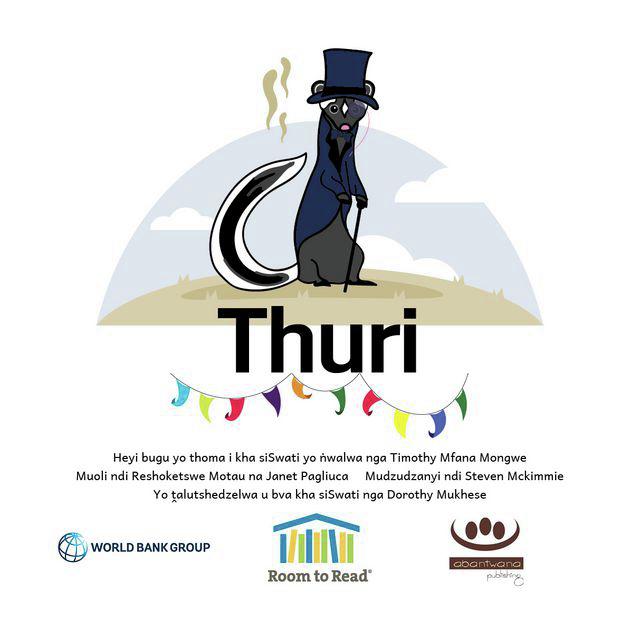 Thuri
Heyi bugu yo thoma i kha siSwati yo ṅwalwa nga Timothy Mfana Mongwe
Muoli ndi Reshoketswe Motau na Janet Pagliuca Mudzudzanyi ndi Steven Mckimmie
Yo ṱalutshedzelwa u bva kha siSwati nga Dorothy Mukhese
WORLD BANK GROUP
Room to Read®
abantwana
publishing